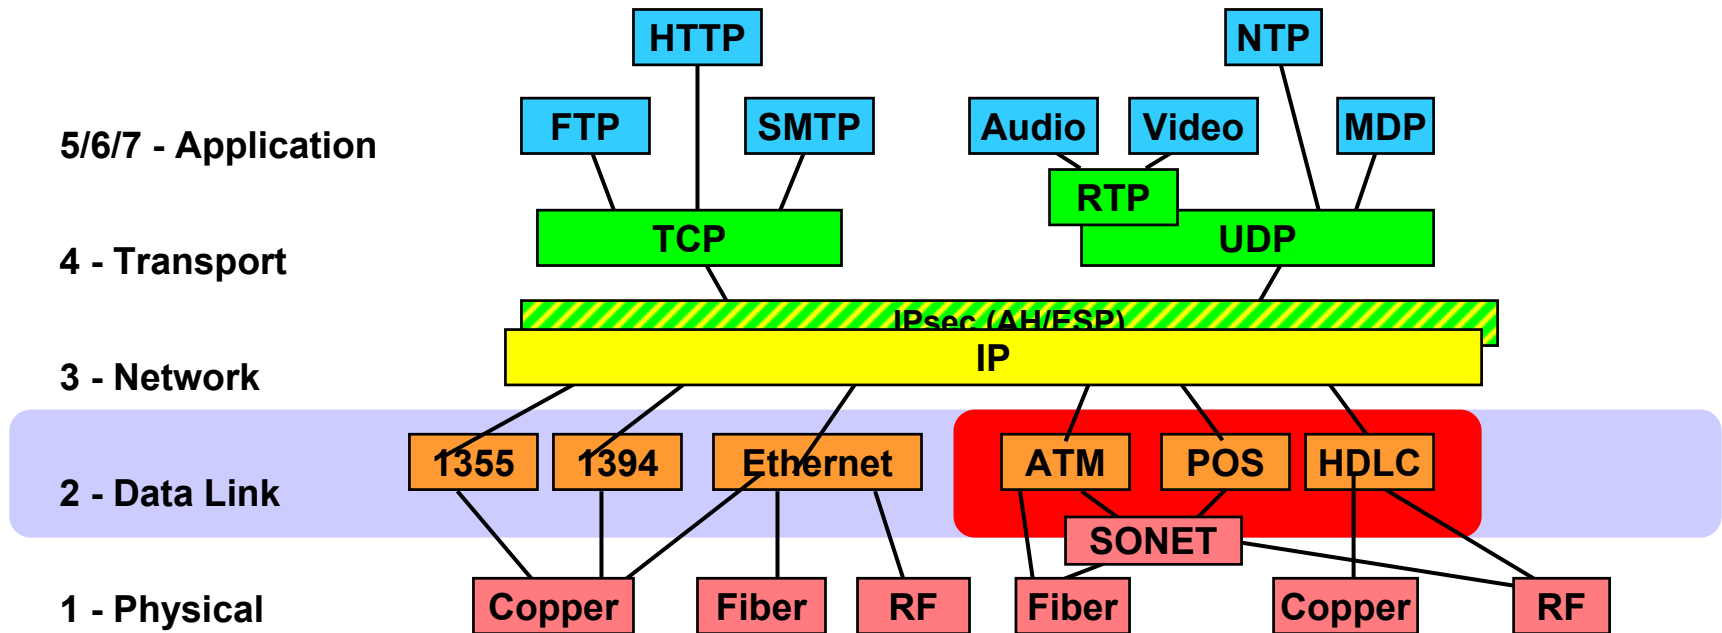 HTTP
NTP
FTP
SMTP
Audio
Video
MDP
5/6/7 - Application
RTP
TCP
UDP
4 - Transport
IPsec (AH/ESP)
IP
3 - Network
1355
1394
Ethernet
ATM
POS
HDLC
2 - Data Link
SONET
1 - Physical
Copper
Fiber
RF
Fiber
Copper
RF